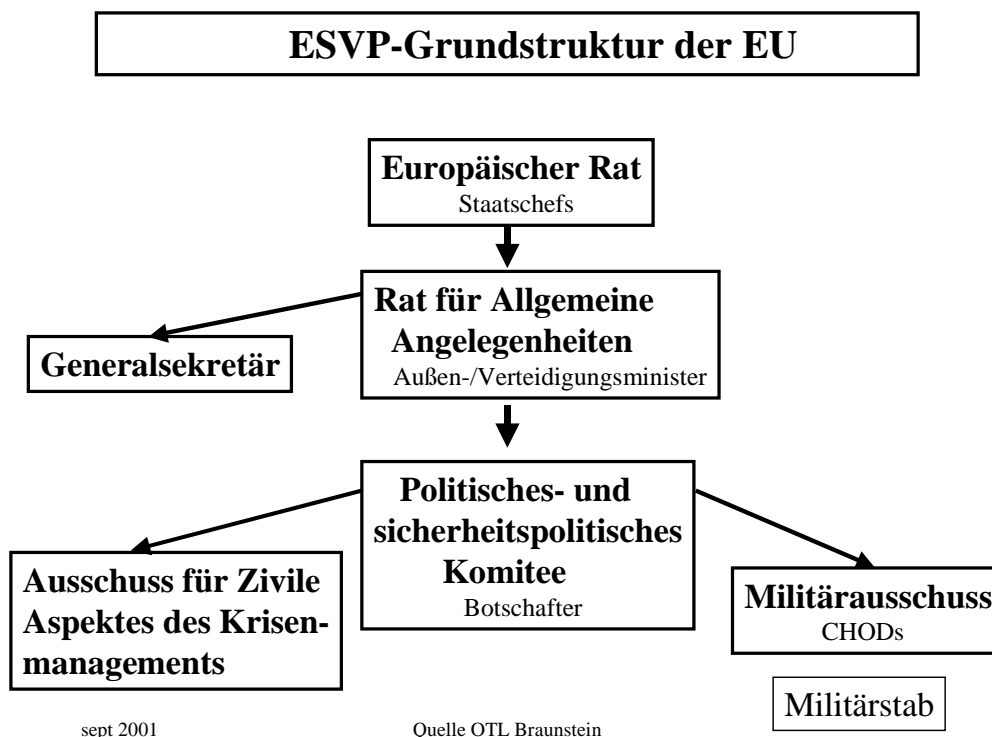 ESVP-Grundstruktur der EU
Europäischer Rat
Staatschefs
Rat für Allgemeine
Angelegenheiten
Außen-/Verteidigungsminister
Generalsekretär
Politisches- und
sicherheitspolitisches
Komitee
Botschafter
Ausschuss für Zivile
Aspektes des Krisen-
managements
Militärausschuss
CHODs
Militärstab
sept 2001
Quelle OTL Braunstein